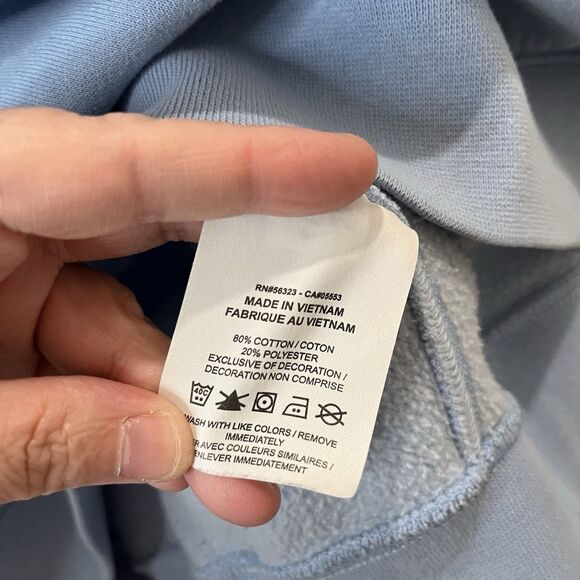 RN#56323 - CA#05553
MADE IN VIETNAM
FABRIQUE AU VIETNAM
80% COTTON/COTON
20% POLYESTER
EXCLUSIVE OF DECORATION/
DECORATION NON COMPRISE
40C
WASH WITH LIKE COLORS / REMOVE
IMMEDIATELY
AVEC COULEURS SIMILAIRES /
ENLEVER IMMEDIATEMENT